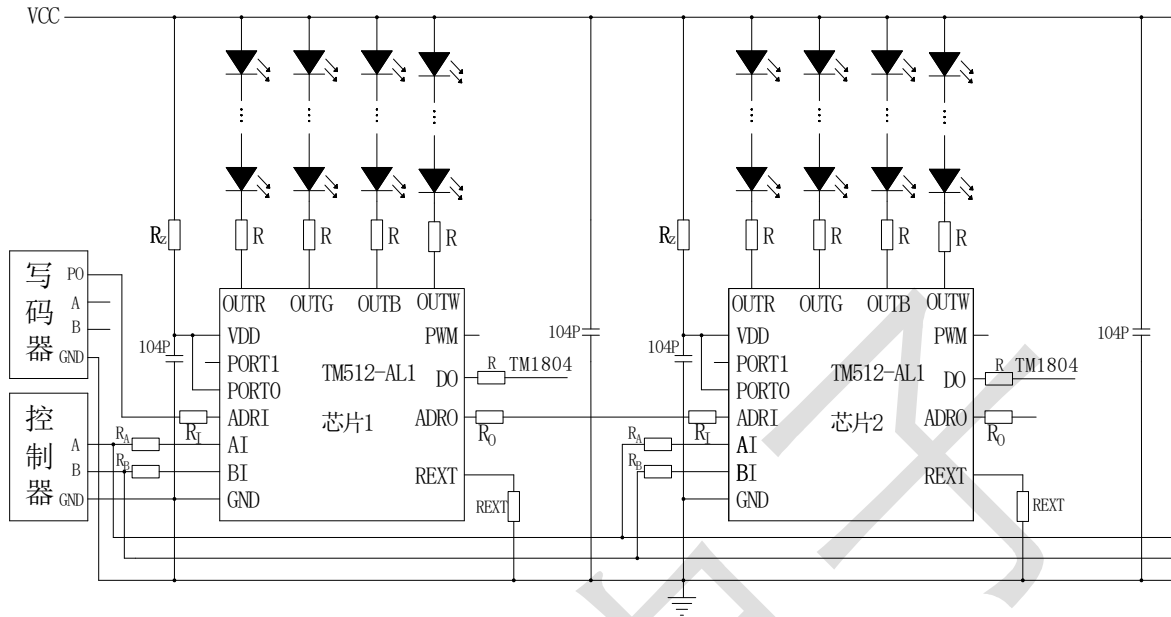 VCC
Rz R R R R Rz R R R R
写码器 PO A B GND
控制器 A B GND
OUTR OUTG OUTB OUTW
VDD PWM
104P
PORT1
PORT0
TM512-AL1
DO R TM1804
ADRI ADRO
芯片1
RI RO
RA AI
RB BI REXT
GND REXT
104P
OUTR OUTG OUTB OUTW
VDD PWM
104P
PORT1
PORT0
TM512-AL1
DO R TM1804
ADRI ADRO
芯片2
RI RO
RA AI
RB BI REXT
GND REXT
104P
子